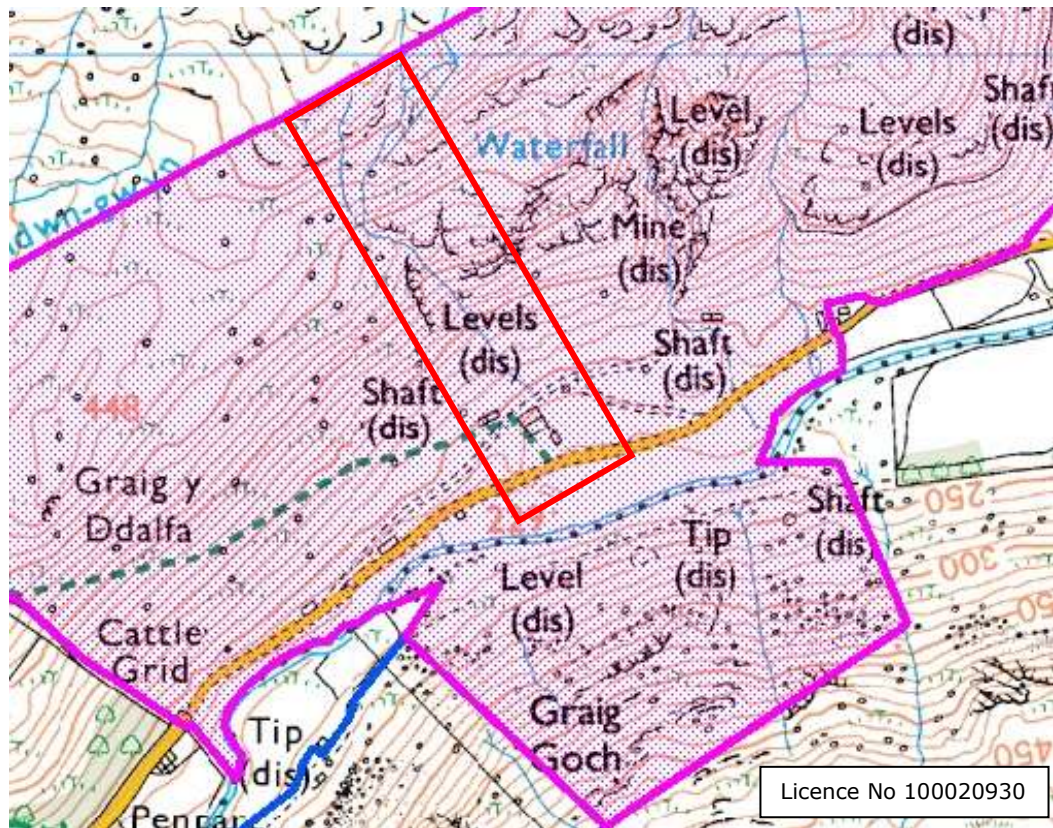 (dis)
Shaft
(dis)
Level
(dis)
Levels
(dis)
Waterfall
Mine
(dis)
Levels
(dis)
Shaft
(dis)
Shaft
(dis)
448
Graig y
Ddalfa
Shaft
(dis)
Tip
(dis)
Level
(dis)
250
300
Cattle
Grid
Graig
Goch
Tip
(dis)
450
Licence No 100020930